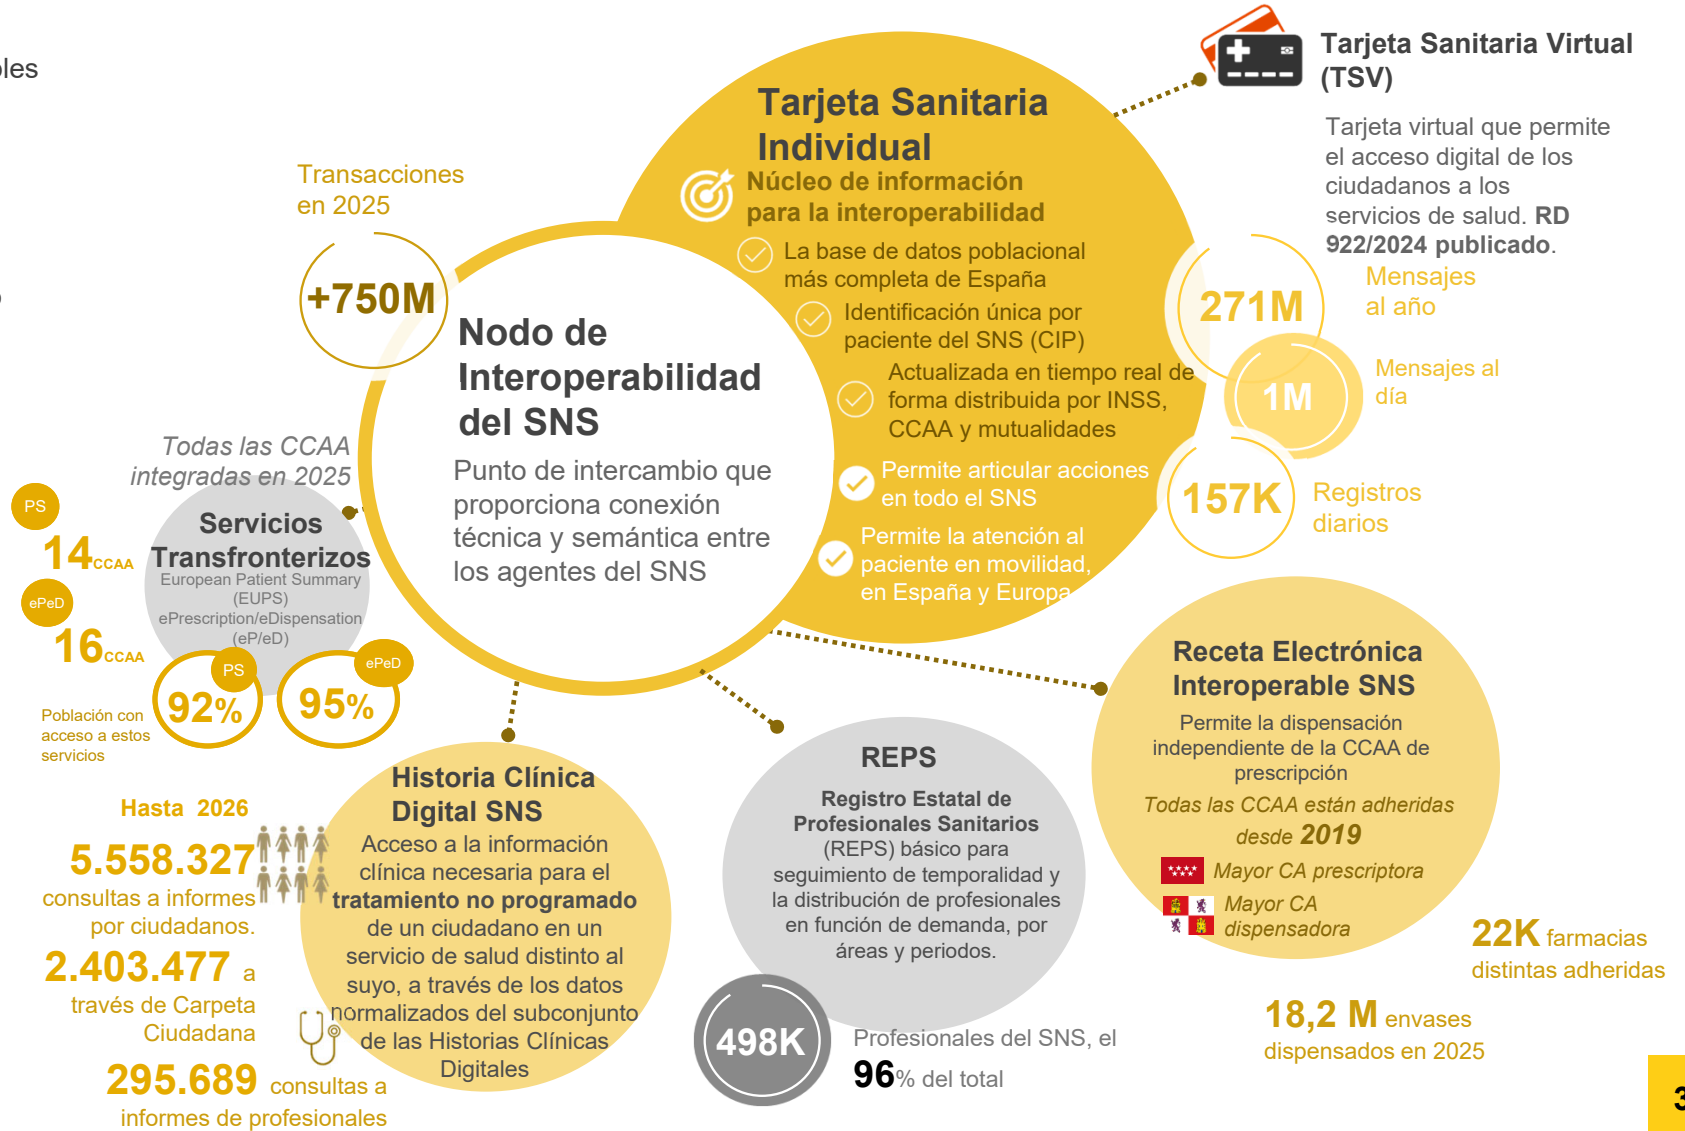 Tarjeta Sanitaria
Individual
Núcleo de información
para la interoperabilidad
La base de datos poblacional
más completa de España
Identificación única por
paciente del SNS (CIP)
Actualizada en tiempo real de
forma distribuida por INSS,
CCAA y mutualidades
Permite articular acciones
en todo el SNS
Permite la atención al
paciente en movilidad,
en España y Europa
Tarjeta Sanitaria Virtual
(TSV)
Tarjeta virtual que permite
el acceso digital de los
ciudadanos a los
servicios de salud. RD
922/2024 publicado.
271M
Mensajes
al año
1M
Mensajes al
día
157K
Registros
diarios
Transacciones
en 2025
+750M
Nodo de
Interoperabilidad
del SNS
Punto de intercambio que
proporciona conexión
técnica y semántica entre
los agentes del SNS
Todas las CCAA
integradas en 2025
Servicios
Transfronterizos
European Patient Summary
(EUPS)
ePrescription/eDispensation
(eP/eD)
PS
14 CCAA
ePeD
16 CCAA
PS
92%
ePeD
95%
Población con
acceso a estos
servicios
Hasta 2026
5.558.327
consultas a informes
por ciudadanos.
2.403.477 a
través de Carpeta
Ciudadana
295.689 consultas a
informes de profesionales
Historia Clínica
Digital SNS
Acceso a la información
clínica necesaria para el
tratamiento no programado
de un ciudadano en un
servicio de salud distinto al
suyo, a través de los datos
normalizados del subconjunto
de las Historias Clínicas
Digitales
REPS
Registro Estatal de
Profesionales Sanitarios
(REPS) básico para
seguimiento de temporalidad y
la distribución de profesionales
en función de demanda, por
áreas y periodos.
498K
Profesionales del SNS, el
96% del total
Receta Electrónica
Interoperable SNS
Permite la dispensación
independiente de la CCAA de
prescripción
Todas las CCAA están adheridas
desde 2019
Mayor CA prescriptora
Mayor CA
dispensadora
22K farmacias
distintas adheridas
18,2 M envases
dispensados en 2025